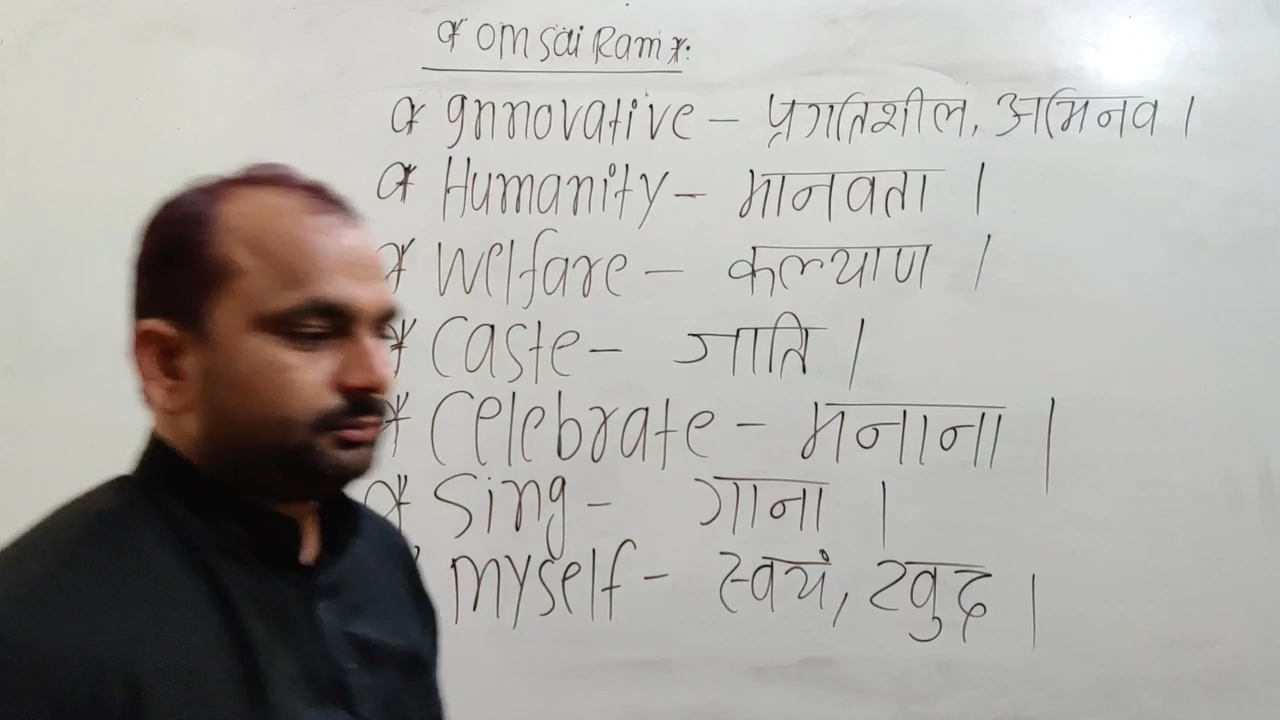 * OM Sai Ram *:
* Innovative – प्रगतिशील, अभिनव ।
* Humanity – मानवता ।
* Welfare – कल्याण ।
* Caste – जाति ।
* Celebrate – मनाना ।
* Sing – गाना ।
* Myself – स्वयं, खुद ।